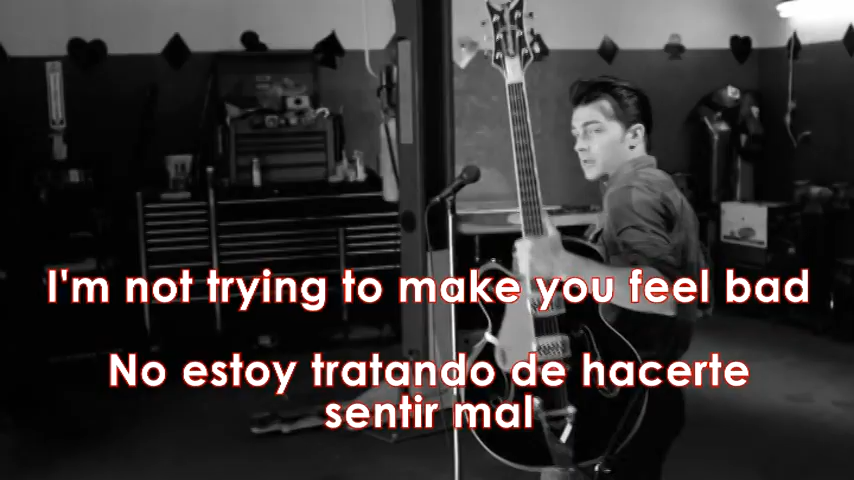 I'm not trying to make you feel bad
No estoy tratando de hacerte
sentir mal